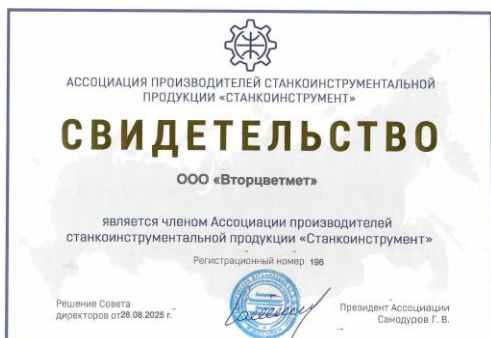 АССОЦИАЦИЯ ПРОИЗВОДИТЕЛЕЙ СТАНКОИНСТРУМЕНТАЛЬНОЙ
ПРОДУКЦИИ «СТАНКОИНСТРУМЕНТ»
СВИДЕТЕЛЬСТВО
ООО «Вторцветмет»
является членом Ассоциации производителей
станкоинструментальной продукции «Станкоинструмент»
Регистрационный номер 196
Решение Совета
директоров от28.08.2025 г.
Президент Ассоциации
Самодуров Г. В.